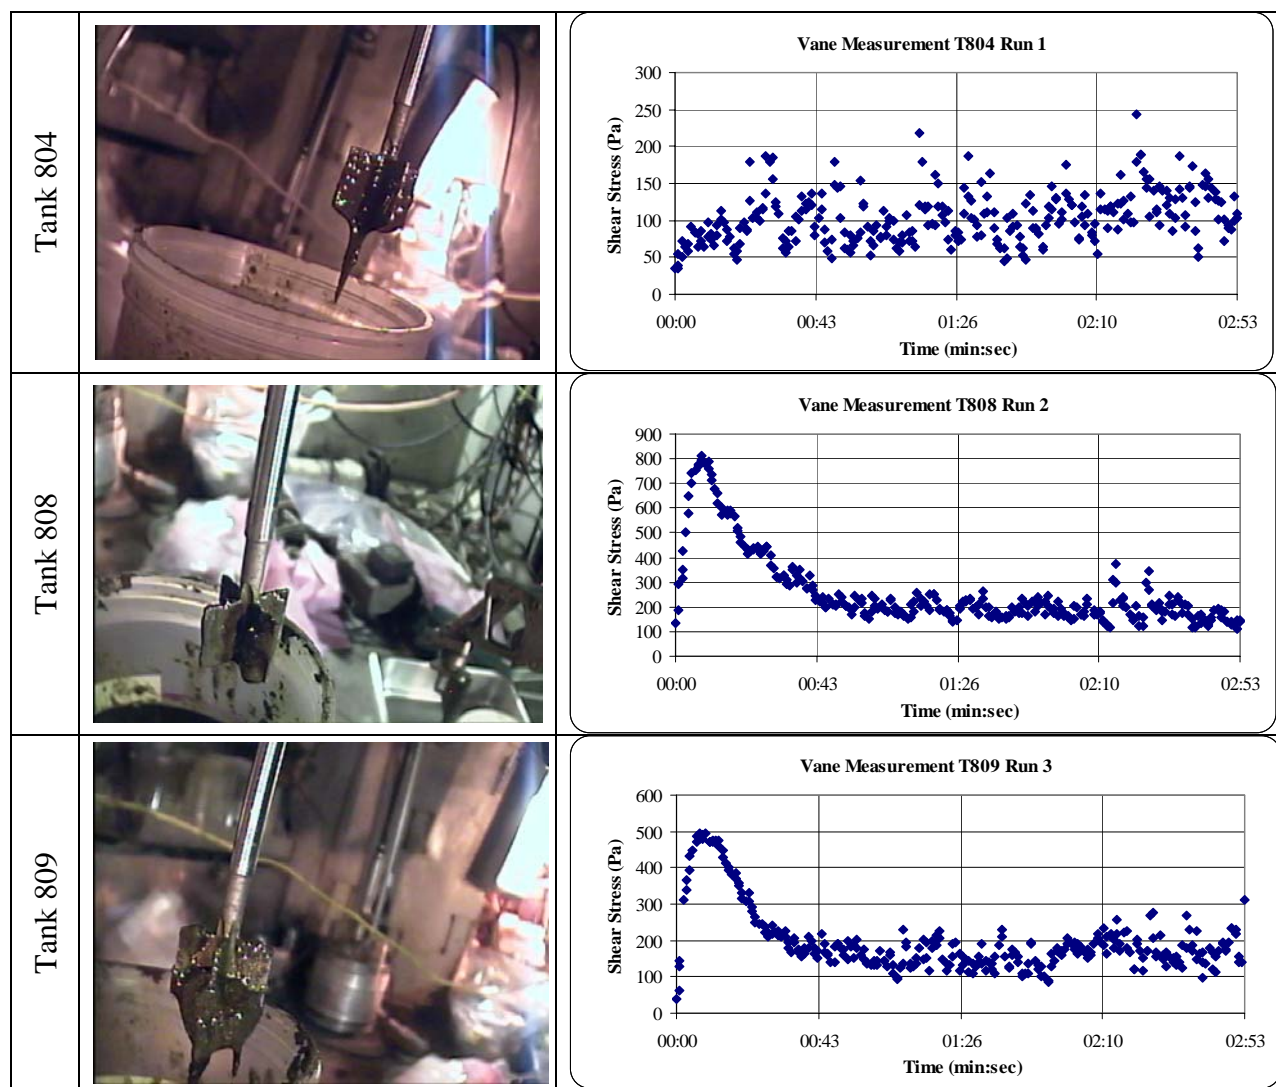 Tank 804
Vane Measurement T804 Run 1
Shear Stress (Pa)
300
250
200
150
100
50
0
00:00 00:43 01:26 02:10 02:53
Time (min:sec)
Tank 808
Vane Measurement T808 Run 2
Shear Stress (Pa)
900
800
700
600
500
400
300
200
100
0
00:00 00:43 01:26 02:10 02:53
Time (min:sec)
Tank 809
Vane Measurement T809 Run 3
Shear Stress (Pa)
600
500
400
300
200
100
0
00:00 00:43 01:26 02:10 02:53
Time (min:sec)